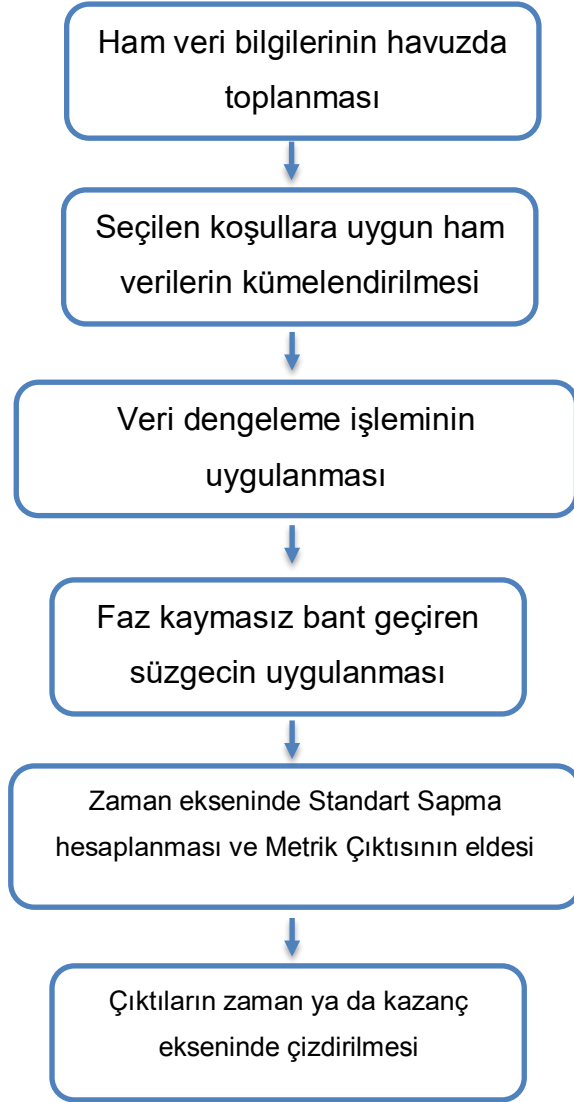 Ham veri bilgilerinin havuzda
toplanması
Seçilen koşullara uygun ham
verilerin kümelendirilmesi
Veri dengeleme işleminin
uygulanması
Faz kaymasız bant geçiren
süzgecin uygulanması
Zaman ekseninde Standart Sapma
hesaplanması ve Metrik Çıktısının eldesi
Çıktıların zaman ya da kazanç
ekseninde çizdirilmesi